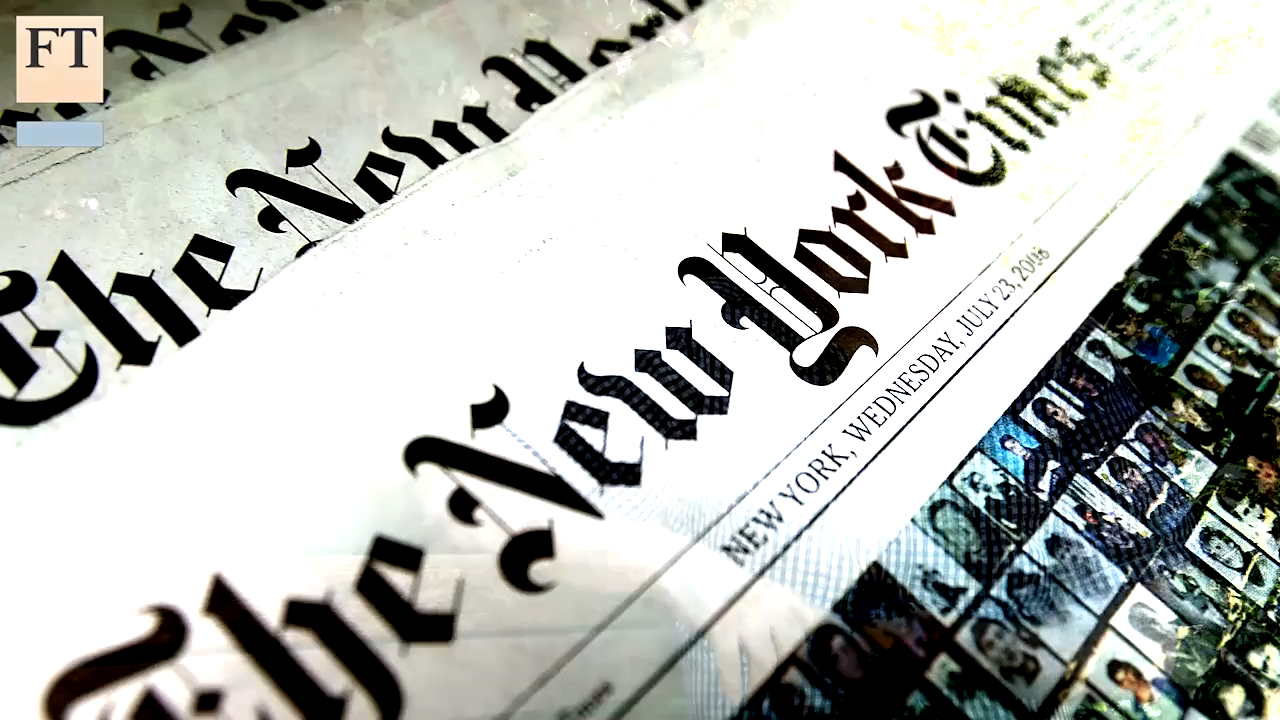 FT
The New York
The New York Times
NEW YORK, WEDNESDAY, JULY 23, 2008